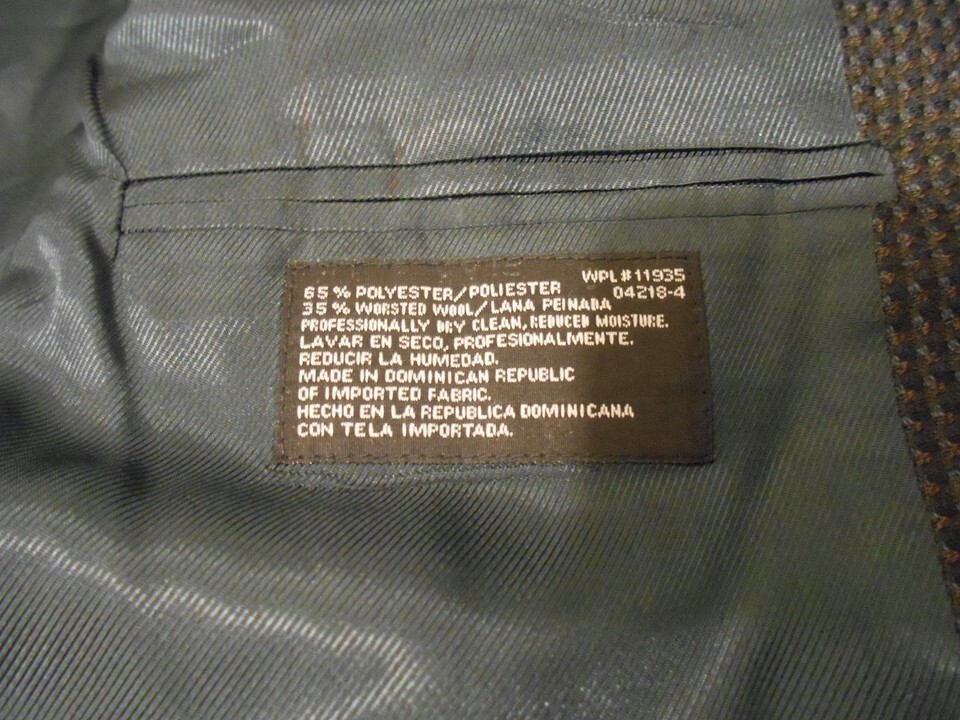 WPL#11935
65% POLYESTER/POLIESTER 04218-4
35% WORSTED WOOL/LANA PEINADA
PROFESSIONALLY DRY CLEAN, REDUCED MOISTURE.
LAVAR EN SECO, PROFESIONALMENTE.
REDUCIR LA HUMEDAD.
MADE IN DOMINICAN REPUBLIC
OF IMPORTED FABRIC.
HECHO EN LA REPUBLICA DOMINICANA
CON TELA IMPORTADA.